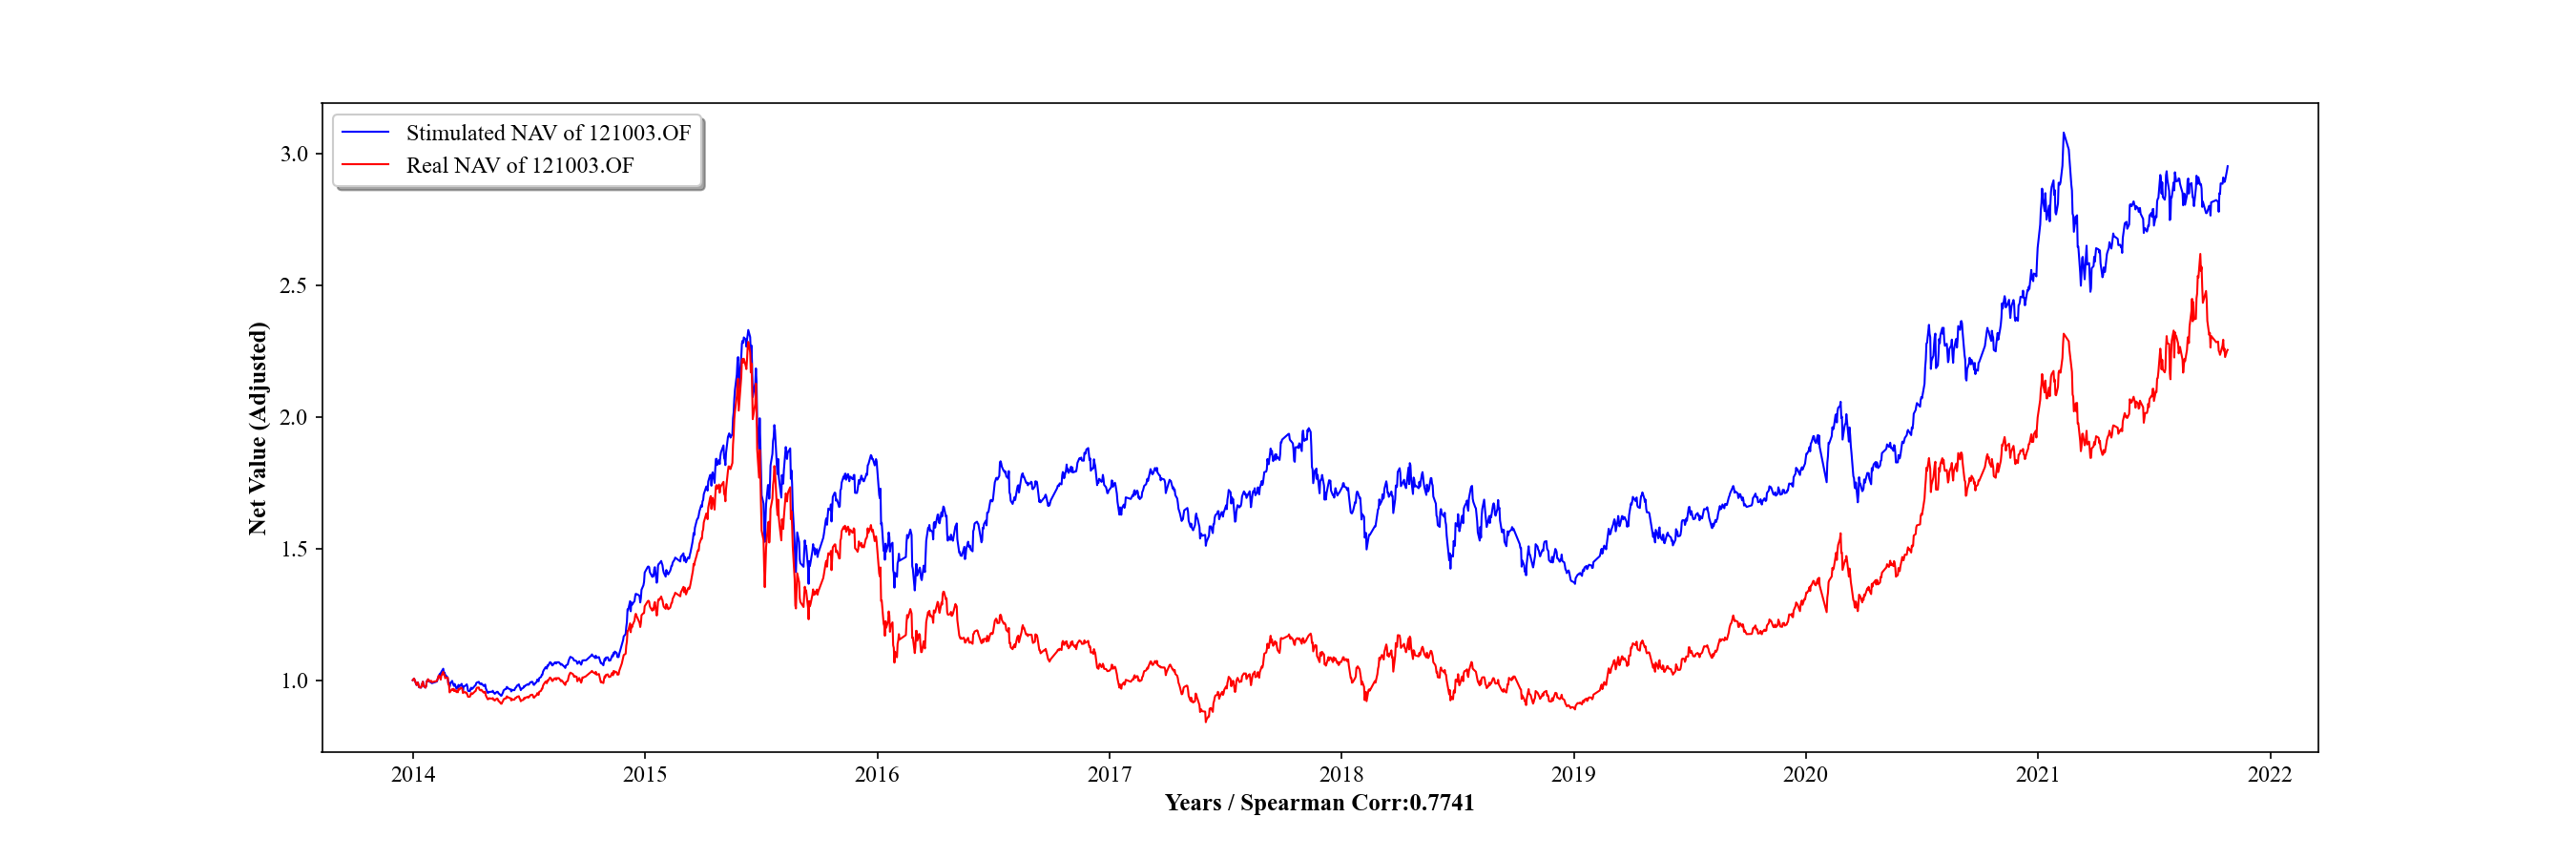 Stimulated NAV of 121003.OF
Real NAV of 121003.OF
Net Value (Adjusted)
3.0
2.5
2.0
1.5
1.0
2014 2015 2016 2017 2018 2019 2020 2021 2022
Years / Spearman Corr:0.7741